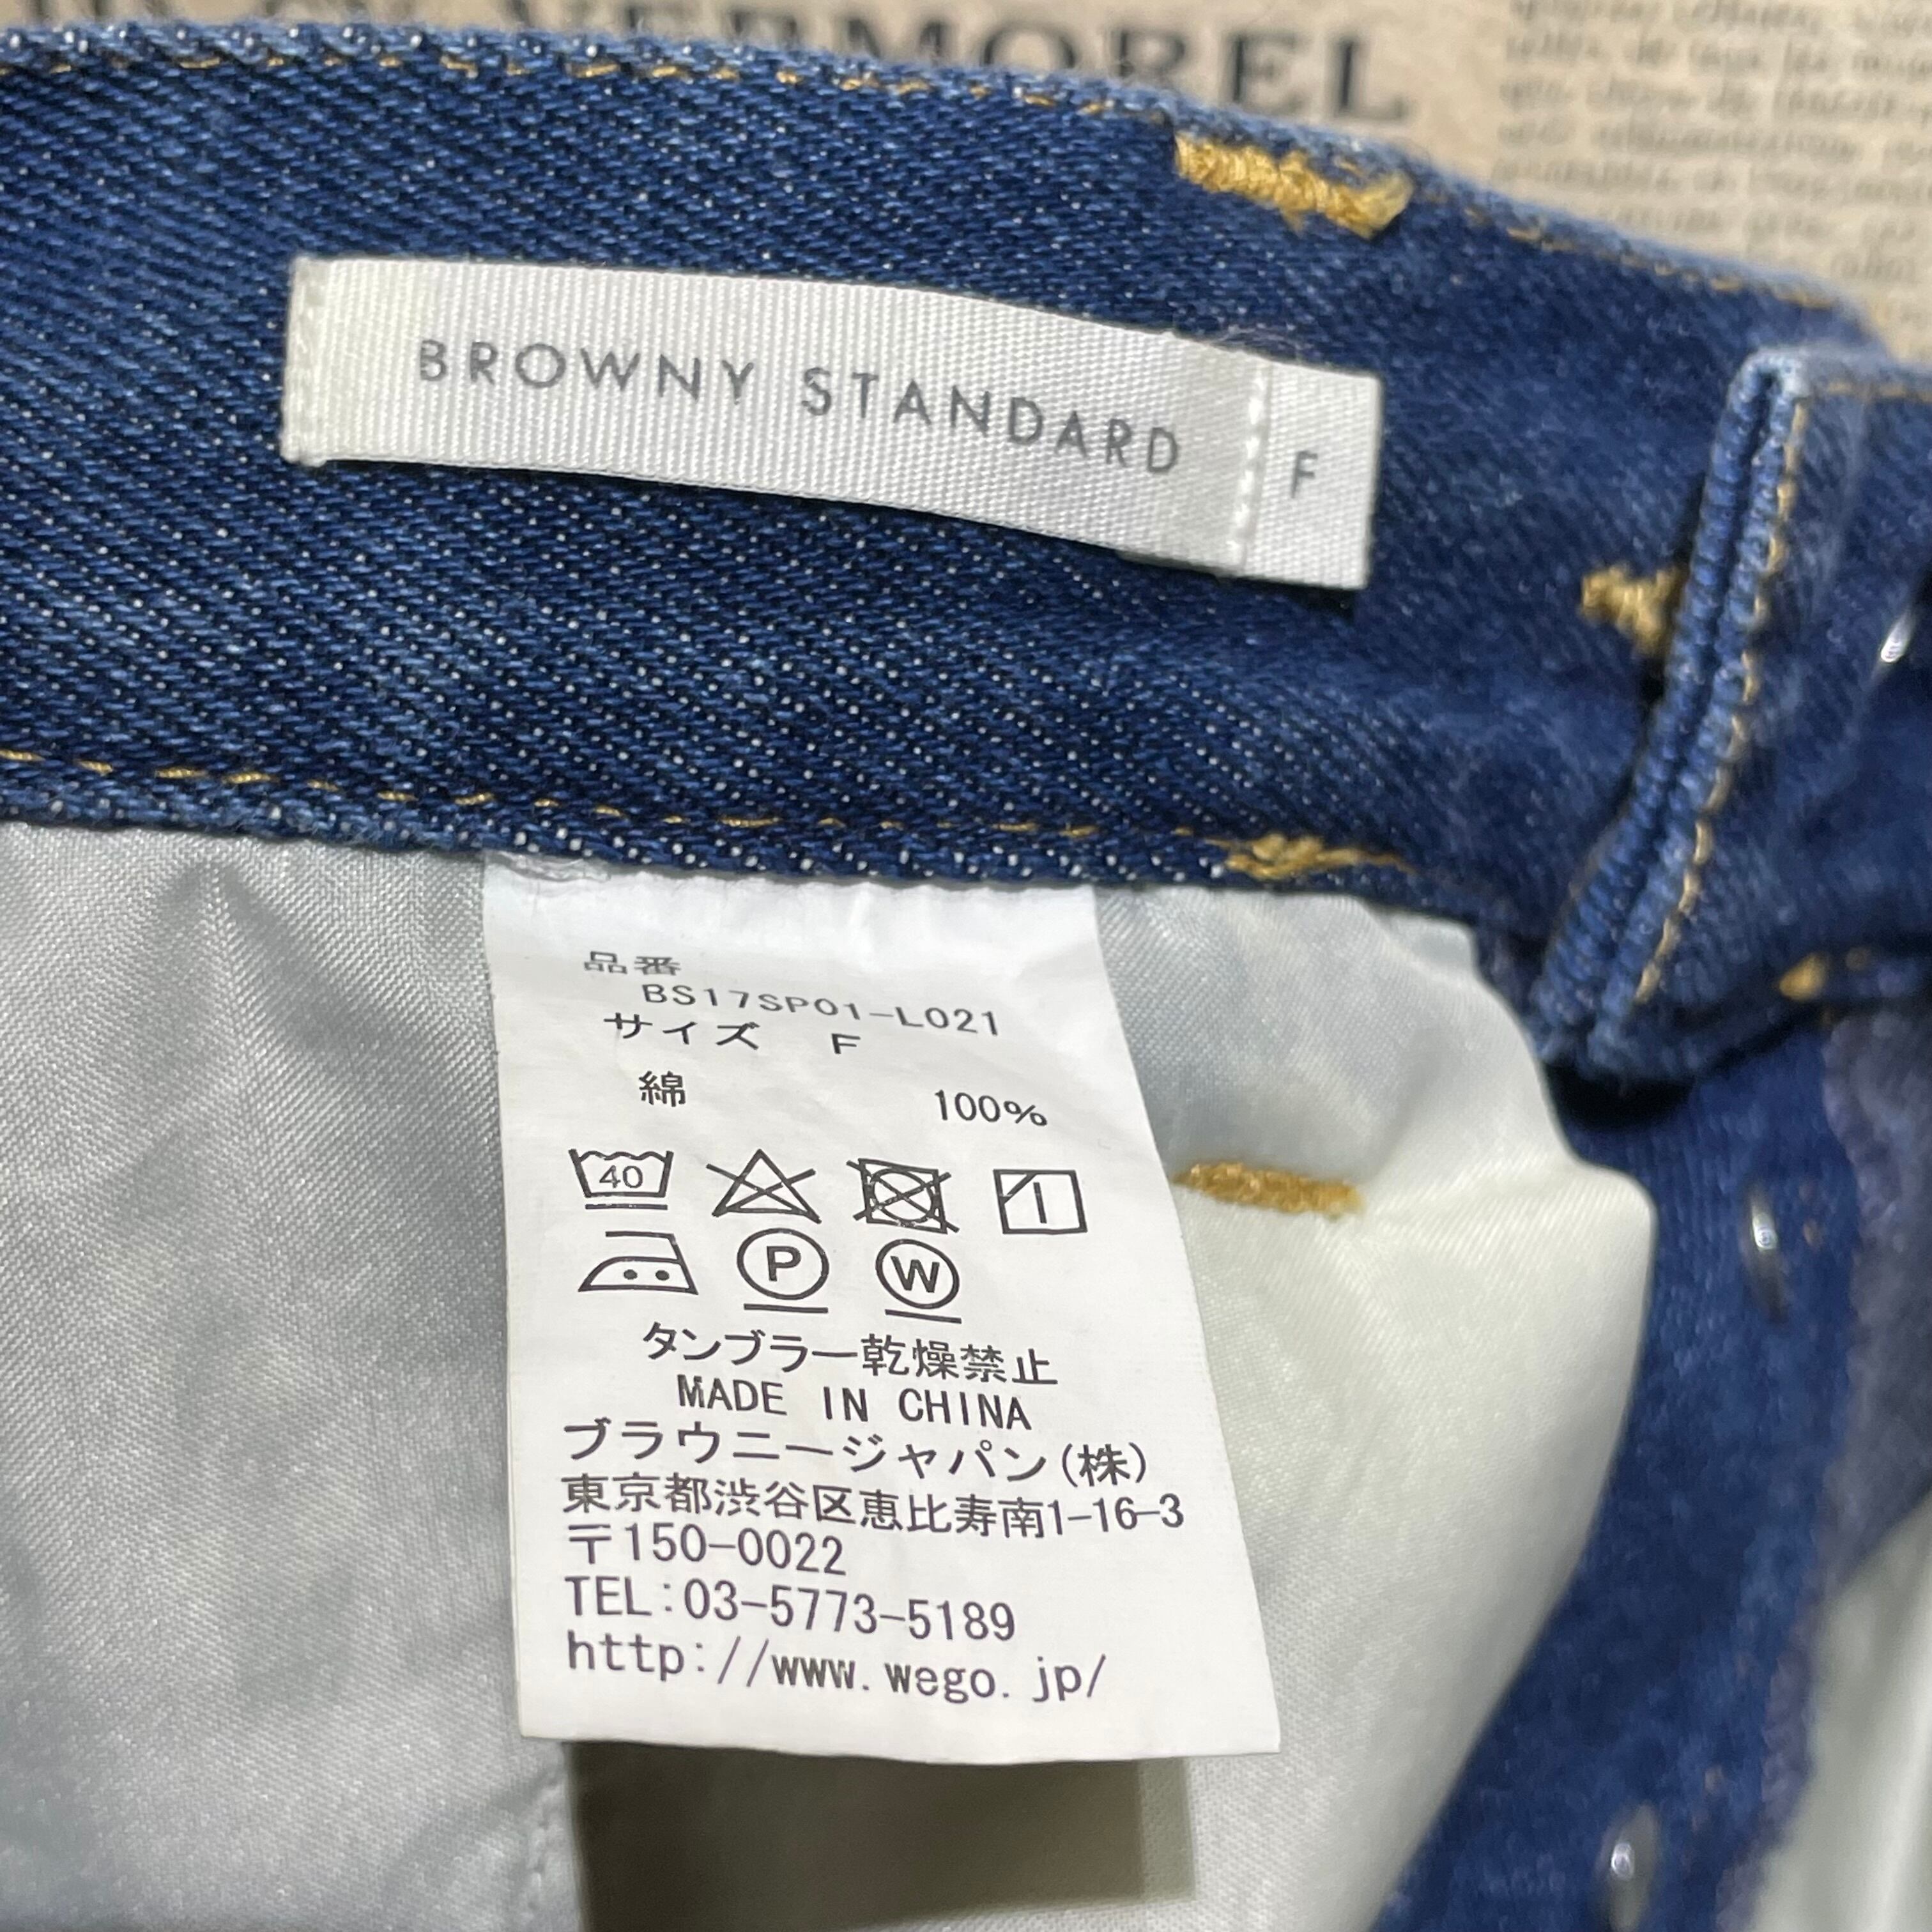 VERMOREL
BROWNY STANDARD
F
品番
BS17SP01-L021
サイズ F
綿 100%
40
P W
タンブラー乾燥禁止
MADE IN CHINA
ブラウニージャパン(株)
東京都渋谷区恵比寿南1-16-3
〒150-0022
TEL:03-5773-5189
http://www.wego.jp/